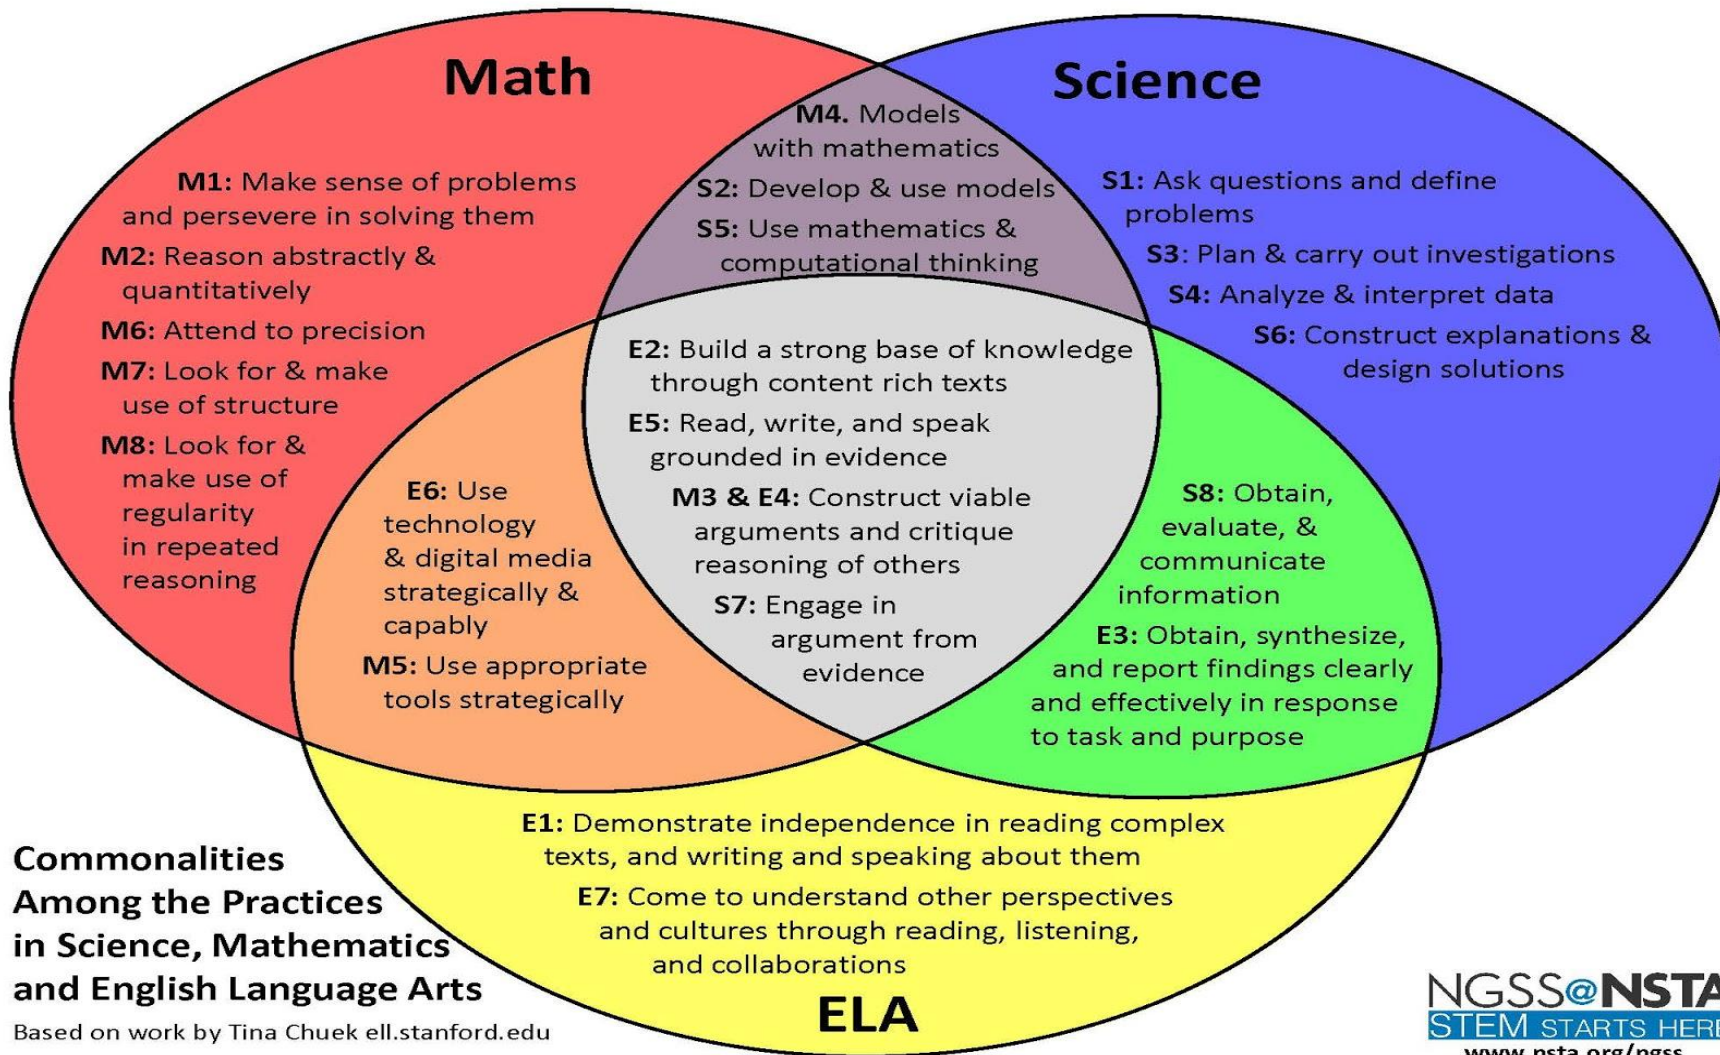 Math
Science
M1: Make sense of problems
and persevere in solving them
M2: Reason abstractly &
quantitatively
M6: Attend to precision
M7: Look for & make
use of structure
M8: Look for &
make use of
regularity
in repeated
reasoning
M4. Models
with mathematics
S2: Develop & use models
S5: Use mathematics &
computational thinking
S1: Ask questions and define
problems
S3: Plan & carry out investigations
S4: Analyze & interpret data
S6: Construct explanations &
design solutions
E2: Build a strong base of knowledge
through content rich texts
E5: Read, write, and speak
grounded in evidence
M3 & E4: Construct viable
arguments and critique
reasoning of others
S7: Engage in
argument from
evidence
E6: Use
technology
& digital media
strategically &
capably
M5: Use appropriate
tools strategically
S8: Obtain,
evaluate, &
communicate
information
E3: Obtain, synthesize,
and report findings clearly
and effectively in response
to task and purpose
E1: Demonstrate independence in reading complex
texts, and writing and speaking about them
E7: Come to understand other perspectives
and cultures through reading, listening,
and collaborations
ELA
Commonalities
Among the Practices
in Science, Mathematics
and English Language Arts
Based on work by Tina Chuek ell.stanford.edu
NGSS@NSTA
STEM STARTS HERE
www.nsta.org/ngss